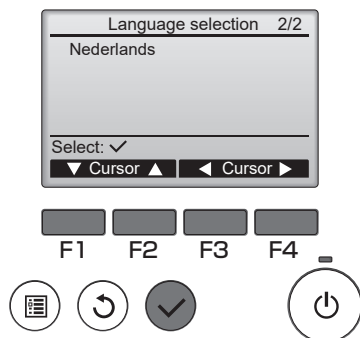 Language selection 2/2
Nederlands
Select: ✓
▼ Cursor ▲ ◀ Cursor ▶
F1 F2 F3 F4